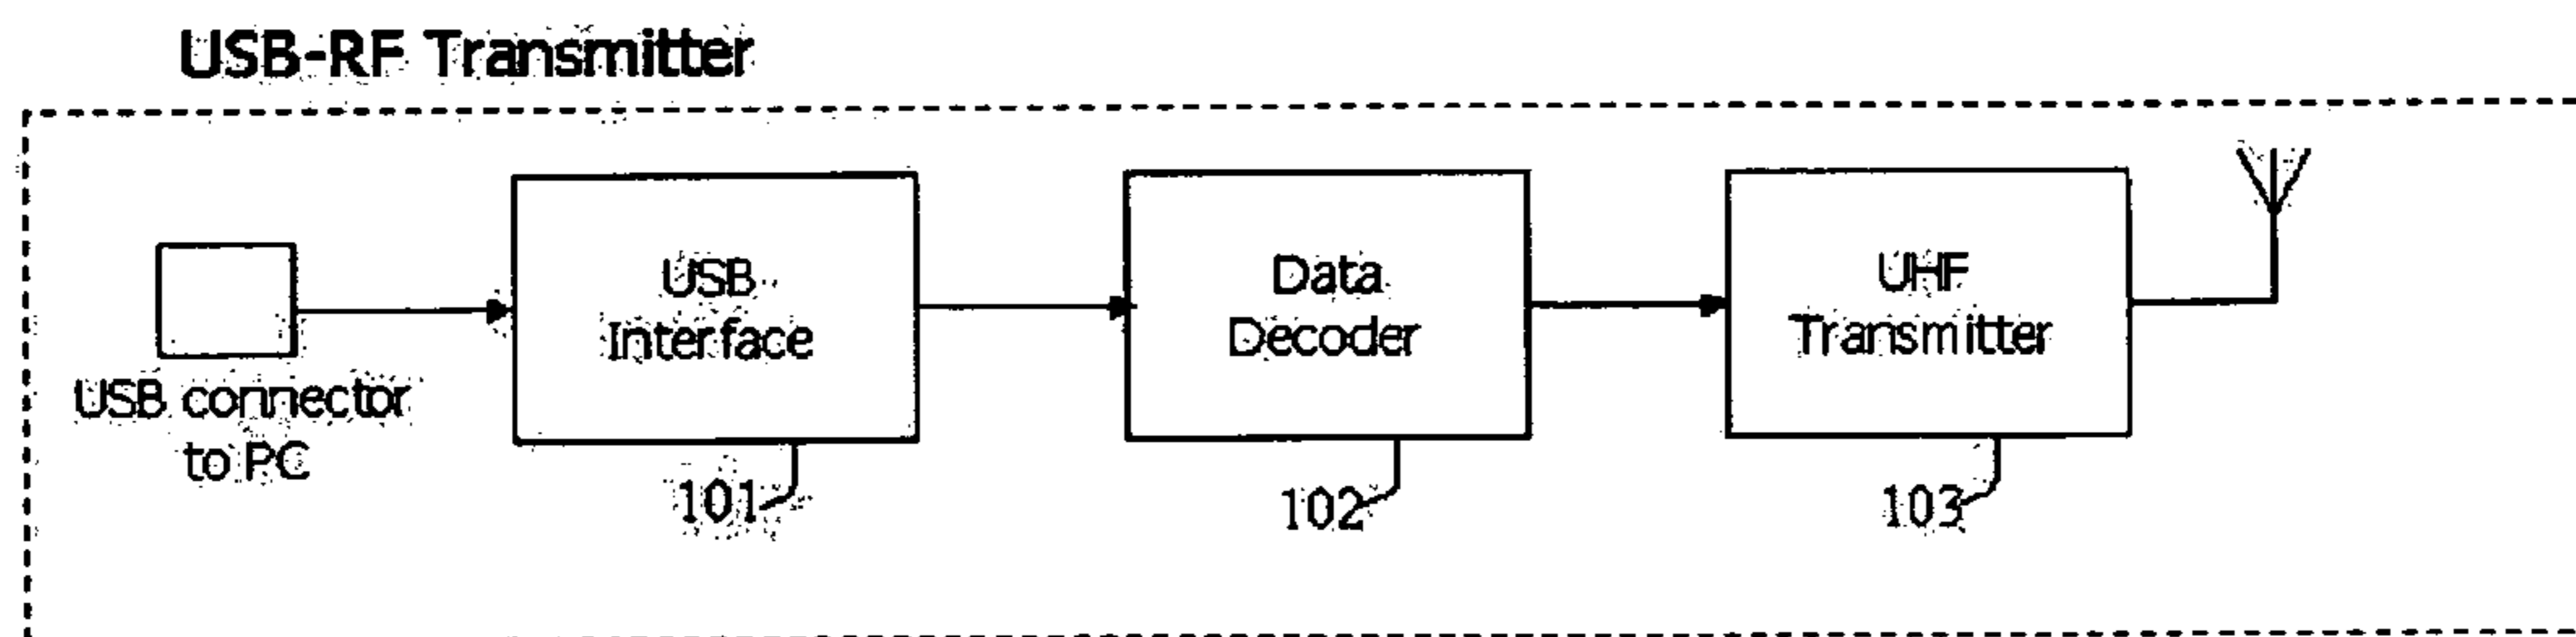 USB-RF Transmitter
USB connector
to PC
USB
Interface
101
Data
Decoder
102
UHF
Transmitter
103